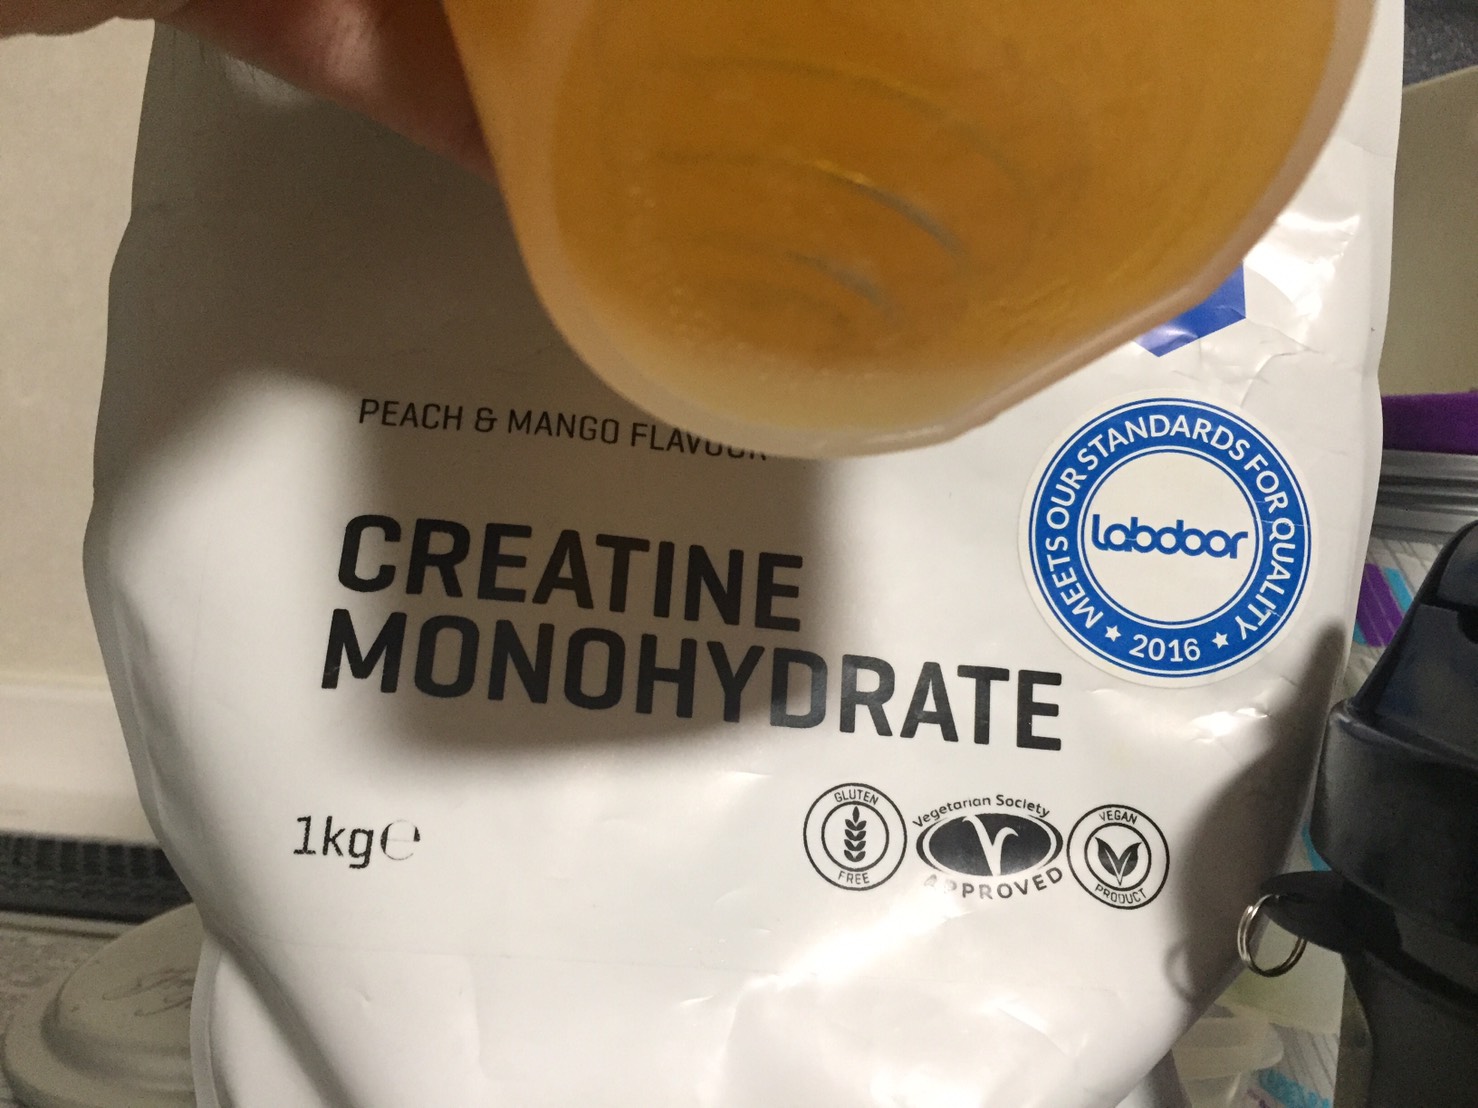 PEACH & MANGO FLAVOUR
CREATINE
MONOHYDRATE
MEETS OUR STANDARDS FOR QUALITY
labdoor
★ 2016 ★
1kg℮
GLUTEN
FREE
Vegetarian Society
APPROVED
VEGAN
PRODUCT